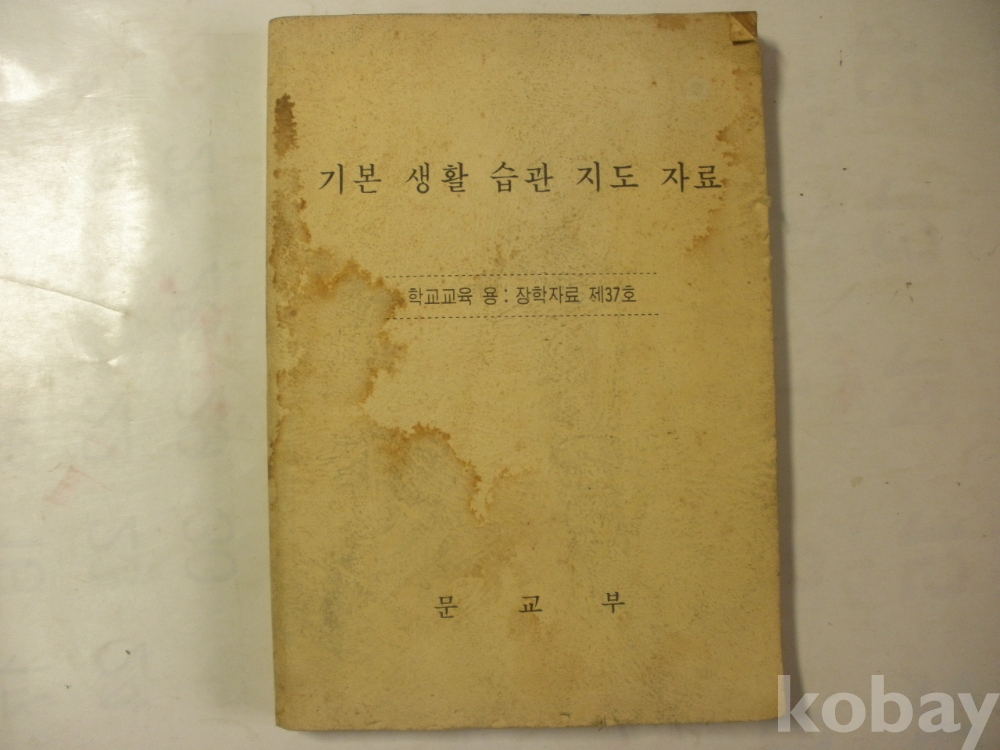 기본 생활 습관 지도 자료
학교교육 용: 장학자료 제37호
문 교 부
kobay